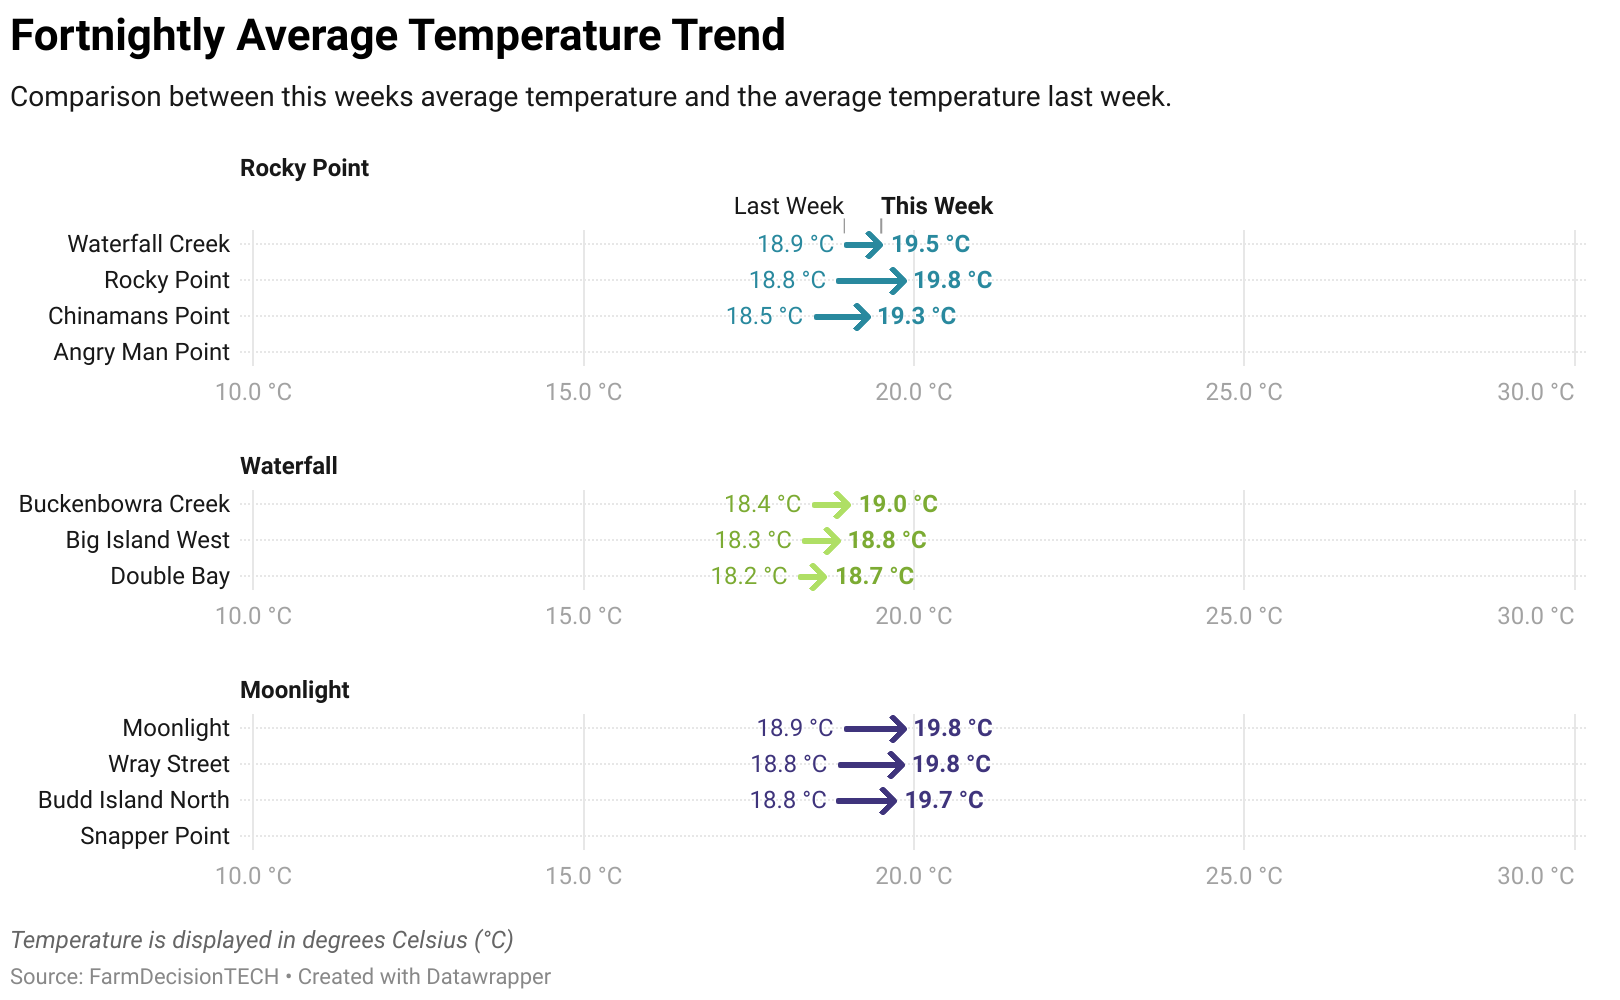 Fortnightly Average Temperature Trend
Comparison between this weeks average temperature and the average temperature last week.
Rocky Point
Last Week This Week
Waterfall Creek 18.9 °C 19.5 °C
Rocky Point 18.8 °C 19.8 °C
Chinamans Point 18.5 °C 19.3 °C
Angry Man Point
10.0 °C 15.0 °C 20.0 °C 25.0 °C 30.0 °C
Waterfall
Buckenbowra Creek 18.4 °C 19.0 °C
Big Island West 18.3 °C 18.8 °C
Double Bay 18.2 °C 18.7 °C
10.0 °C 15.0 °C 20.0 °C 25.0 °C 30.0 °C
Moonlight
Moonlight 18.9 °C 19.8 °C
Wray Street 18.8 °C 19.8 °C
Budd Island North 18.8 °C 19.7 °C
Snapper Point
10.0 °C 15.0 °C 20.0 °C 25.0 °C 30.0 °C
Temperature is displayed in degrees Celsius (°C)
Source: FarmDecisionTECH • Created with Datawrapper